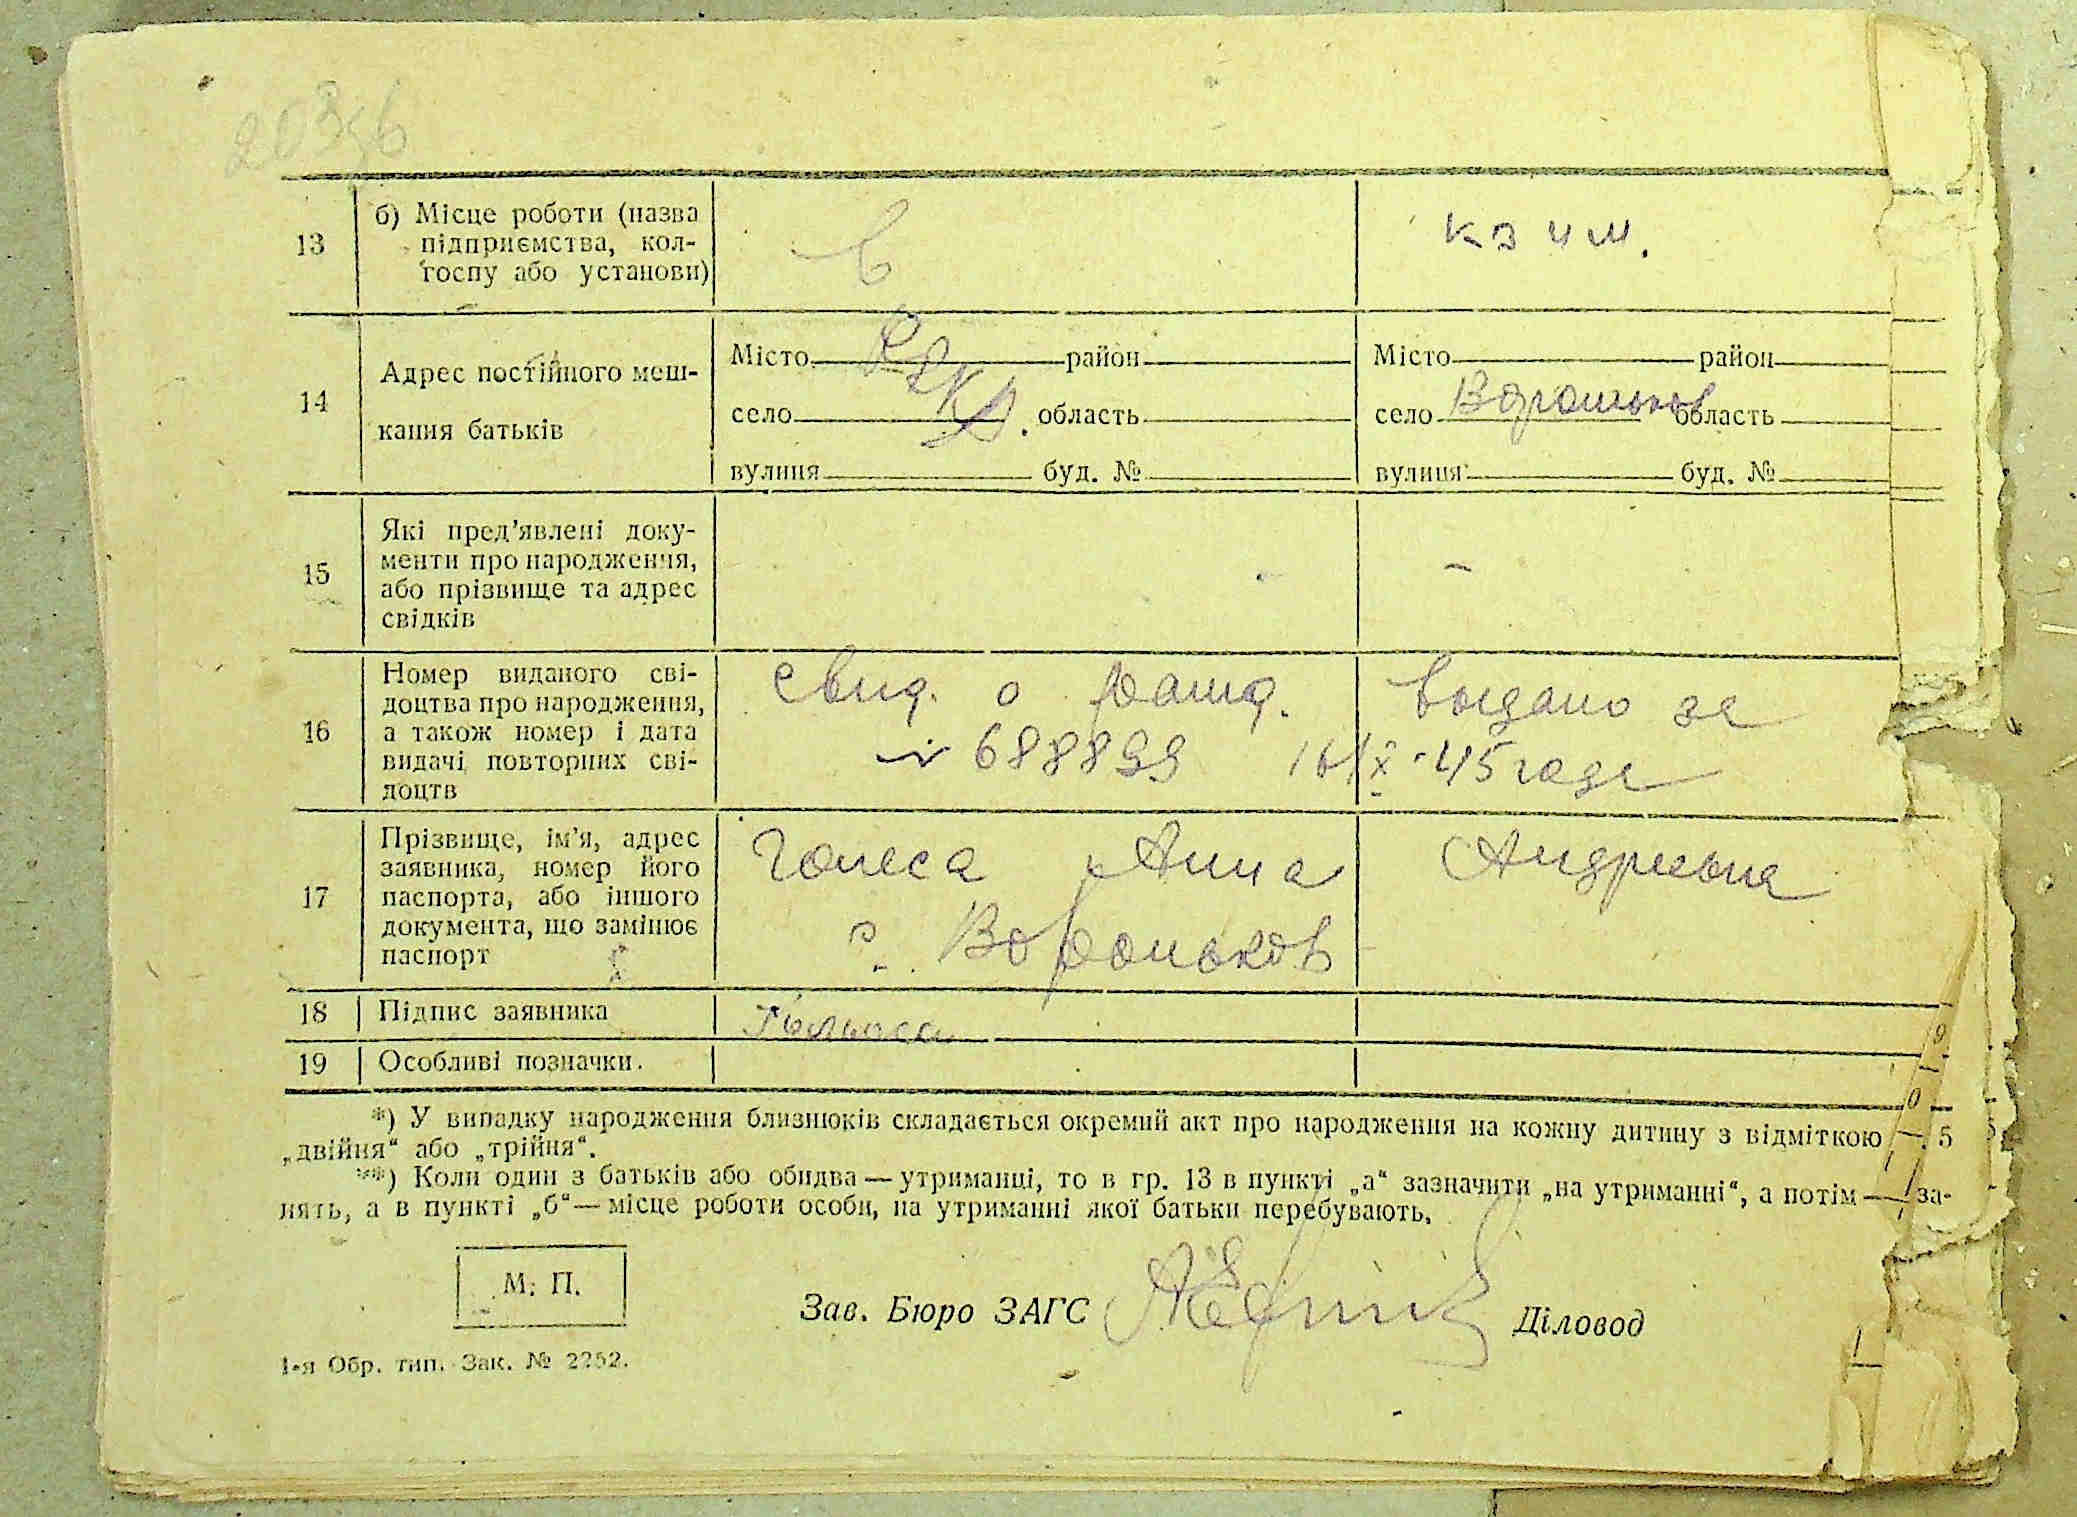 13
б) Місце роботи (назва
підприємства, кол-
госпу або установи)
в
РККА.
14
Адрес постійного меш-
кання батьків
Місто район
село область
вулиця буд. №
Місто район
село область
вулиця буд. №
15
Які пред'явлені доку-
менти про народження,
або прізвище та адрес
свідків
-
16
Номер виданого сві-
доцтва про народження,
а також номер і дата
видачі повторних сві-
доцтв
свид. о рожд. выдано за
№ 688899 16/X-45 года
17
Прізвище, ім'я, адрес
заявника, номер його
паспорта, або іншого
документа, що замінює
паспорт
Анна Андреевна
с. Вороньков
18 Підпис заявника
19 Особливі позначки.
*) У випадку народження близнюків складається окремий акт про народження на кожну дитину з відміткою
„двійня“ або „трійня“.
**) Коли один з батьків або обидва — утриманці, то в гр. 13 в пункті „а“ зазначити „на утриманні“, а потім — за-
нять, а в пункті „б“ — місце роботи особи, на утриманні якої батьки перебувають.
М. П.
Зав. Бюро ЗАГС Діловод
1-я Обр. тип. Зак. № 2252.